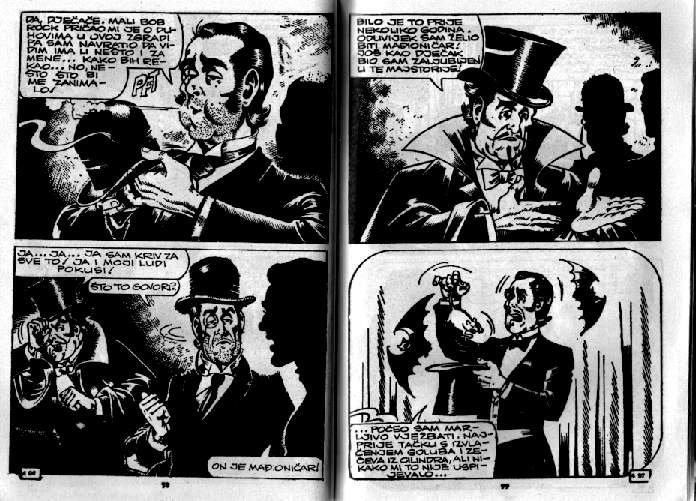 DA, DJEČAČE, MALI BOB
ROCK PRIČAO MI JE O DU-
HOVIMA U OVOJ ZGRADI
PA SAM NAVRATIO DA VI-
DIM IMA LI NEŠTO I ZA
MENE... KAKO BIH RE-
KAO... NO, NE-
ŠTO ŠTO BI
ME ZANIMA-
LO!
JA...JA... JA SAM KRIV ZA
SVE TO! JA I MOJI LUDI
POKUSI!
ŠTO TO GOVORI?
ON JE MAĐIONIČAR!
BILO JE TO PRIJE
NEKOLIKO GODINA.
ODUVIJEK SAM ŽELIO
BITI MAĐIONIČAR!
JOŠ KAO DJEČAK
BIO SAM ZALJUBLJEN
U TE MAJSTORIJE!
...POČEO SAM MAR-
LJIVO VJEŽBATI. NAJ-
PRIJE TAČKU S IZVLA-
ČENJEM GOLUBA I ZE-
ČEVA IZ CILINDRA, ALI NI-
KAKO MI TO NIJE USPI-
JEVALO...